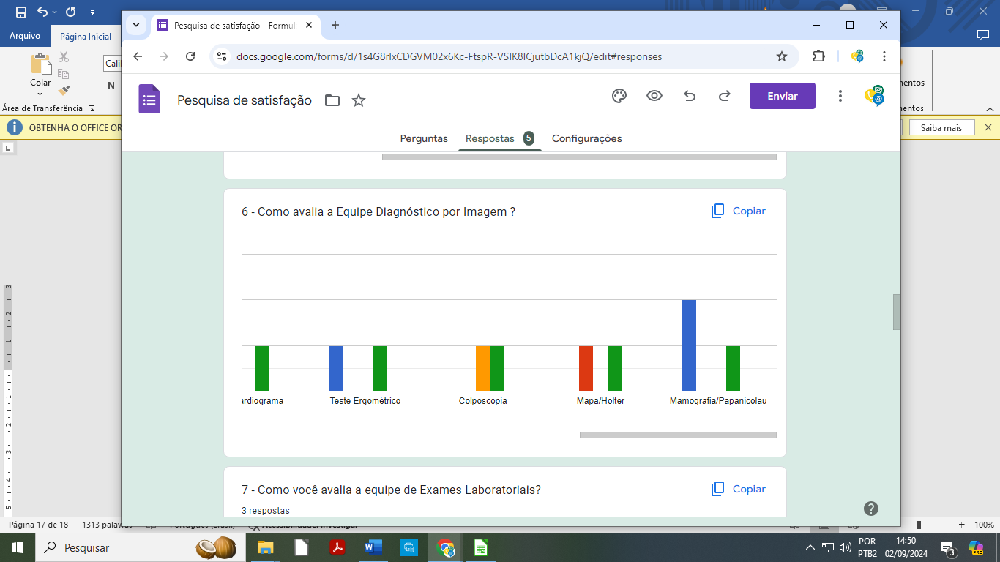 Arquivo
Página Inicial
Colar
N
Área de Transferência
OBTENHA O OFFICE
Saiba mais
Pesquisa de satisfação - Formul
docs.google.com/forms/d/1s4G8rIxCDGVM02x6Kc-FtspR-VSIK8ICjutbDcA1kjQ/edit#responses
Pesquisa de satisfação
Enviar
Perguntas
Respostas 5
Configurações
6 - Como avalia a Equipe Diagnóstico por Imagem ?
Copiar
ardiograma
Teste Ergométrico
Colposcopia
Mapa/Holter
Mamografia/Papanicolau
7 - Como você avalia a equipe de Exames Laboratoriais?
Copiar
3 respostas
Página 17 de 18
1313 palavras
100%
Pesquisar
POR
PTB2
14:50
02/09/2024
3